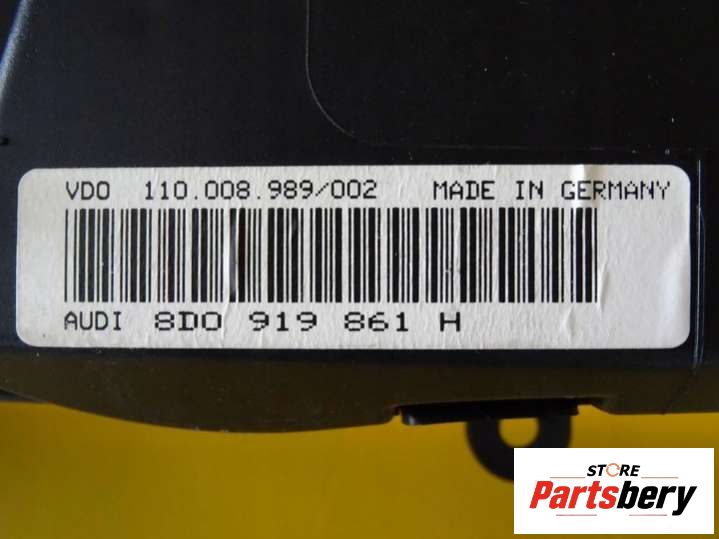 VDO 110.008.989/002 MADE IN GERMANY
AUDI 8D0 919 861 H
STORE
Partsbery